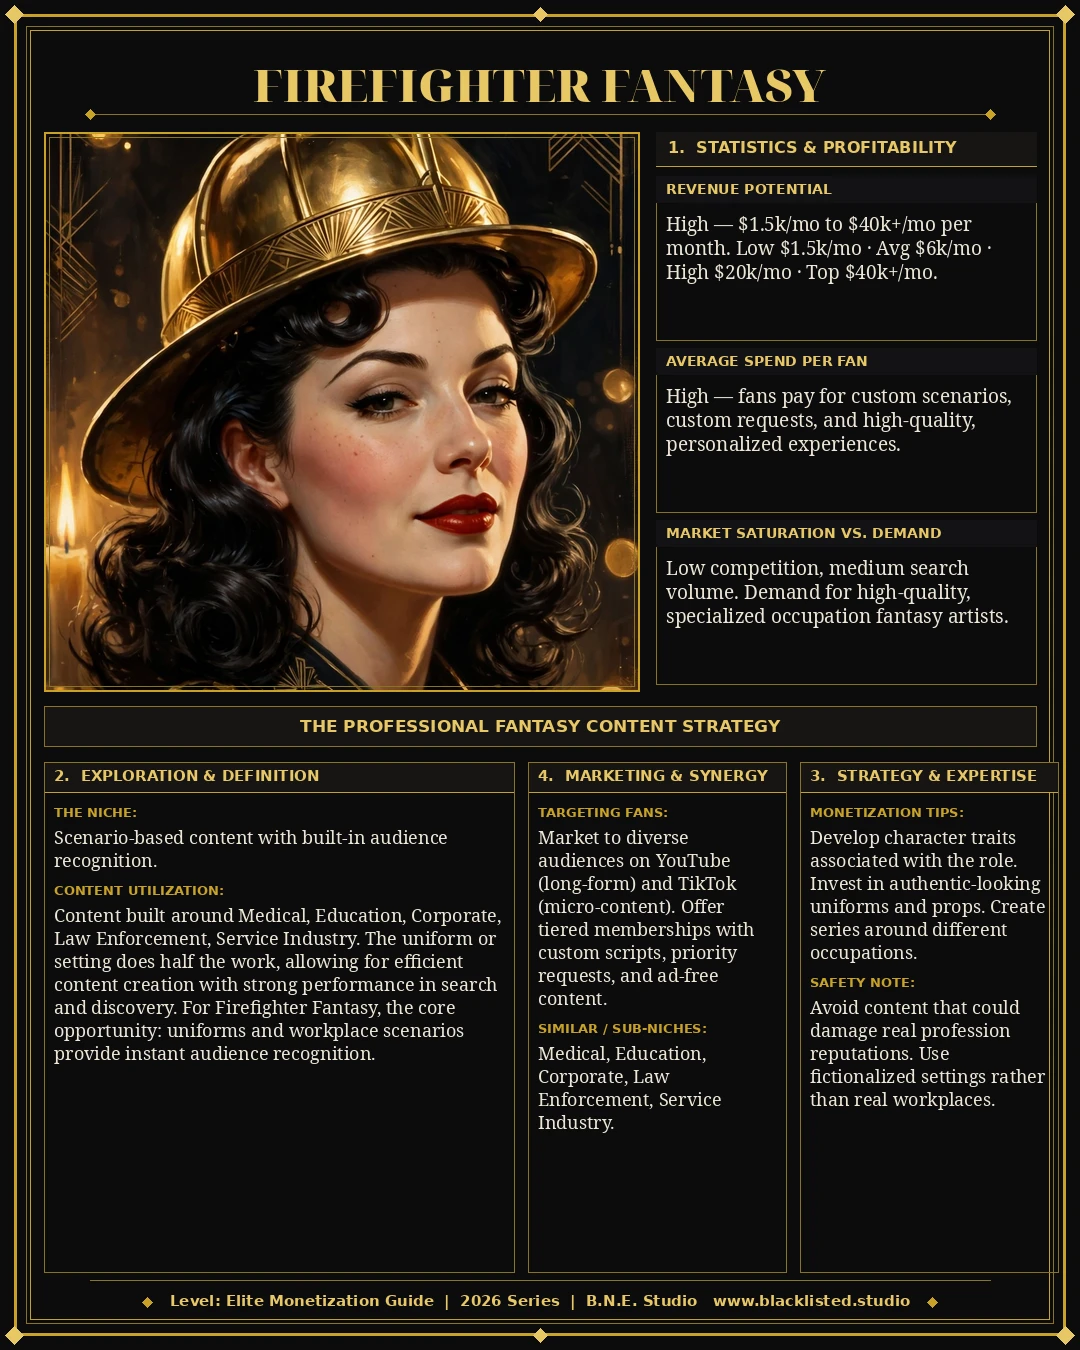 FIREFIGHTER FANTASY
1. STATISTICS & PROFITABILITY
REVENUE POTENTIAL
High — $1.5k/mo to $40k+/mo per
month. Low $1.5k/mo · Avg $6k/mo ·
High $20k/mo · Top $40k+/mo.
AVERAGE SPEND PER FAN
High — fans pay for custom scenarios,
custom requests, and high-quality,
personalized experiences.
MARKET SATURATION VS. DEMAND
Low competition, medium search
volume. Demand for high-quality,
specialized occupation fantasy artists.
THE PROFESSIONAL FANTASY CONTENT STRATEGY
2. EXPLORATION & DEFINITION
THE NICHE:
Scenario-based content with built-in audience
recognition.
CONTENT UTILIZATION:
Content built around Medical, Education, Corporate,
Law Enforcement, Service Industry. The uniform or
setting does half the work, allowing for efficient
content creation with strong performance in search
and discovery. For Firefighter Fantasy, the core
opportunity: uniforms and workplace scenarios
provide instant audience recognition.
4. MARKETING & SYNERGY
TARGETING FANS:
Market to diverse
audiences on YouTube
(long-form) and TikTok
(micro-content). Offer
tiered memberships with
custom scripts, priority
requests, and ad-free
content.
SIMILAR / SUB-NICHES:
Medical, Education,
Corporate, Law
Enforcement, Service
Industry.
3. STRATEGY & EXPERTISE
MONETIZATION TIPS:
Develop character traits
associated with the role.
Invest in authentic-looking
uniforms and props. Create
series around different
occupations.
SAFETY NOTE:
Avoid content that could
damage real profession
reputations. Use
fictionalized settings rather
than real workplaces.
Level: Elite Monetization Guide | 2026 Series | B.N.E. Studio www.blacklisted.studio